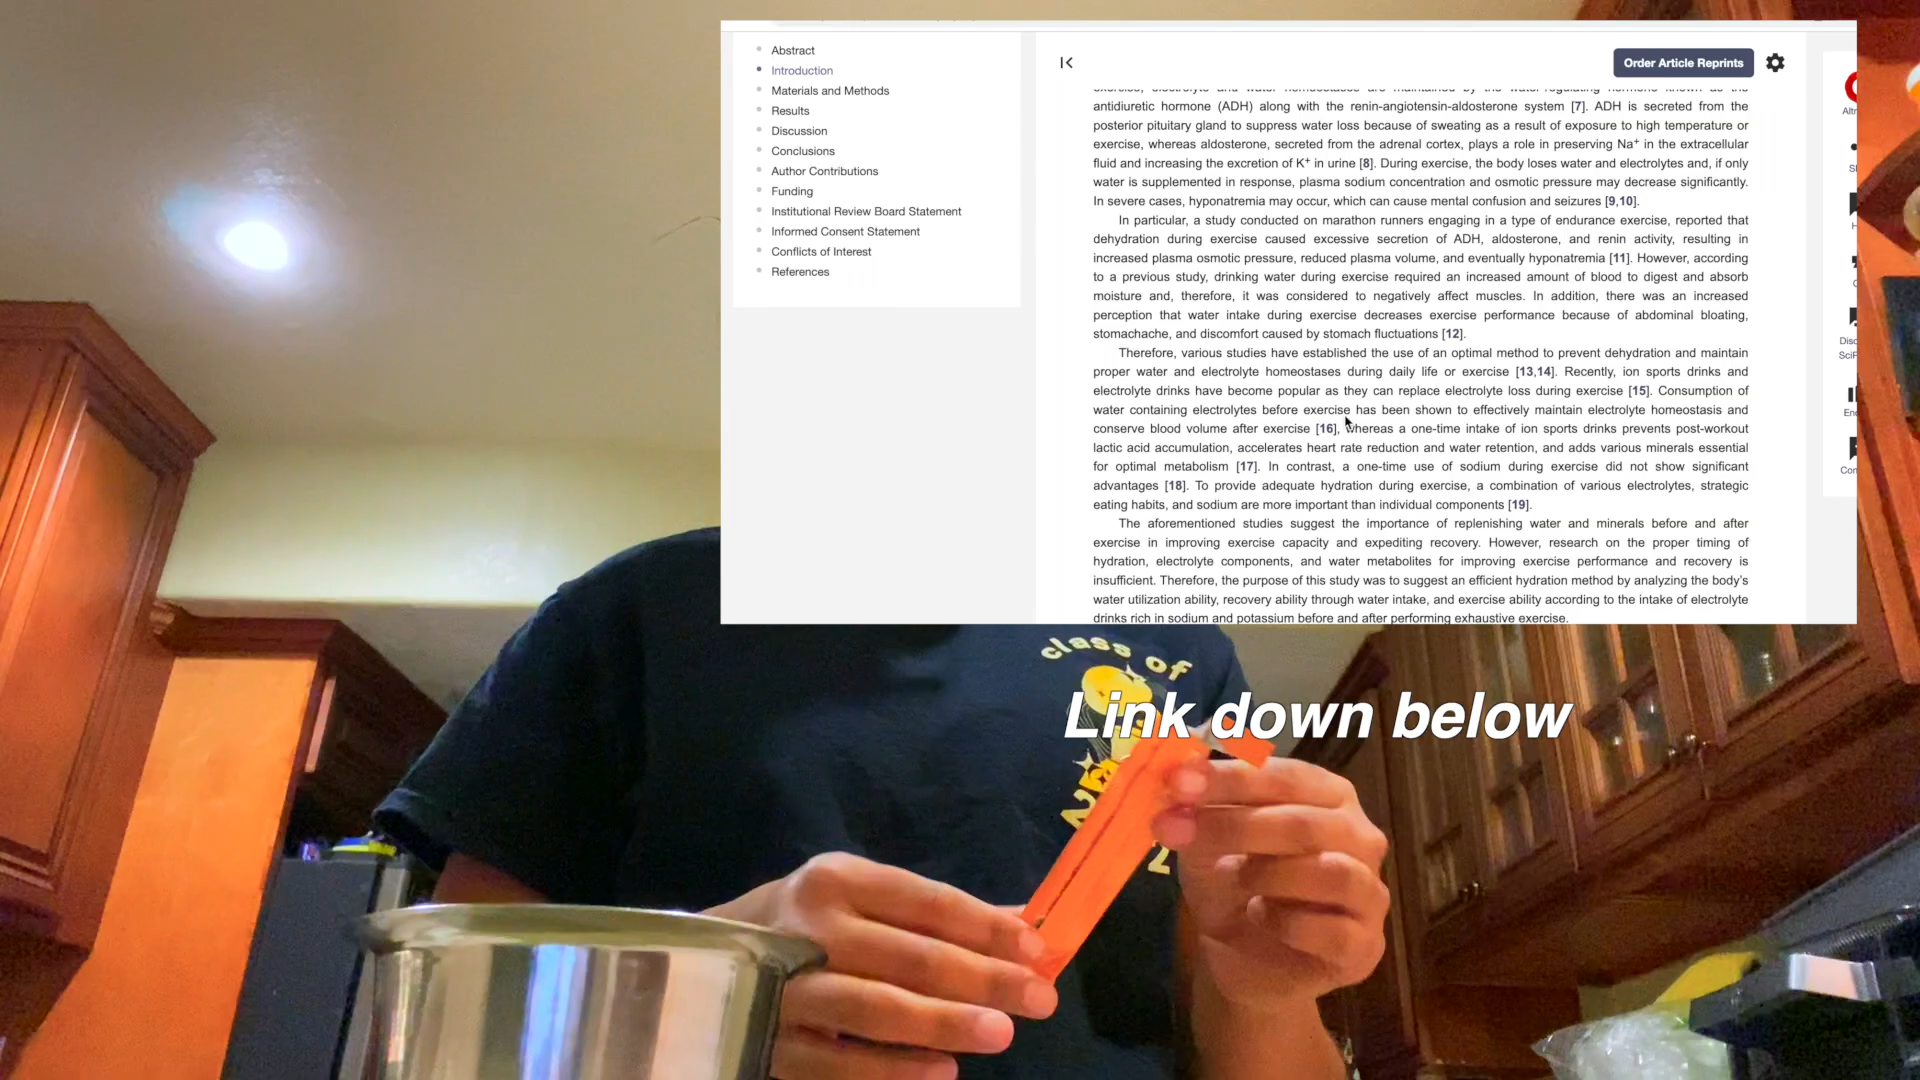 Abstract
Introduction
Materials and Methods
Results
Discussion
Conclusions
Author Contributions
Funding
Institutional Review Board Statement
Informed Consent Statement
Conflicts of Interest
References
Order Article Reprints
exercise, electrolyte and water homeostases are maintained by the water-regulating hormone known as the
antidiuretic hormone (ADH) along with the renin-angiotensin-aldosterone system [7]. ADH is secreted from the
posterior pituitary gland to suppress water loss because of sweating as a result of exposure to high temperature or
exercise, whereas aldosterone, secreted from the adrenal cortex, plays a role in preserving Na⁺ in the extracellular
fluid and increasing the excretion of K⁺ in urine [8]. During exercise, the body loses water and electrolytes and, if only
water is supplemented in response, plasma sodium concentration and osmotic pressure may decrease significantly.
In severe cases, hyponatremia may occur, which can cause mental confusion and seizures [9,10].
In particular, a study conducted on marathon runners engaging in a type of endurance exercise, reported that
dehydration during exercise caused excessive secretion of ADH, aldosterone, and renin activity, resulting in
increased plasma osmotic pressure, reduced plasma volume, and eventually hyponatremia [11]. However, according
to a previous study, drinking water during exercise required an increased amount of blood to digest and absorb
moisture and, therefore, it was considered to negatively affect muscles. In addition, there was an increased
perception that water intake during exercise decreases exercise performance because of abdominal bloating,
stomachache, and discomfort caused by stomach fluctuations [12].
Therefore, various studies have established the use of an optimal method to prevent dehydration and maintain
proper water and electrolyte homeostases during daily life or exercise [13,14]. Recently, ion sports drinks and
electrolyte drinks have become popular as they can replace electrolyte loss during exercise [15]. Consumption of
water containing electrolytes before exercise has been shown to effectively maintain electrolyte homeostasis and
conserve blood volume after exercise [16], whereas a one-time intake of ion sports drinks prevents post-workout
lactic acid accumulation, accelerates heart rate reduction and water retention, and adds various minerals essential
for optimal metabolism [17]. In contrast, a one-time use of sodium during exercise did not show significant
advantages [18]. To provide adequate hydration during exercise, a combination of various electrolytes, strategic
eating habits, and sodium are more important than individual components [19].
The aforementioned studies suggest the importance of replenishing water and minerals before and after
exercise in improving exercise capacity and expediting recovery. However, research on the proper timing of
hydration, electrolyte components, and water metabolites for improving exercise performance and recovery is
insufficient. Therefore, the purpose of this study was to suggest an efficient hydration method by analyzing the body's
water utilization ability, recovery ability through water intake, and exercise ability according to the intake of electrolyte
drinks rich in sodium and potassium before and after performing exhaustive exercise.
class of
Link down below